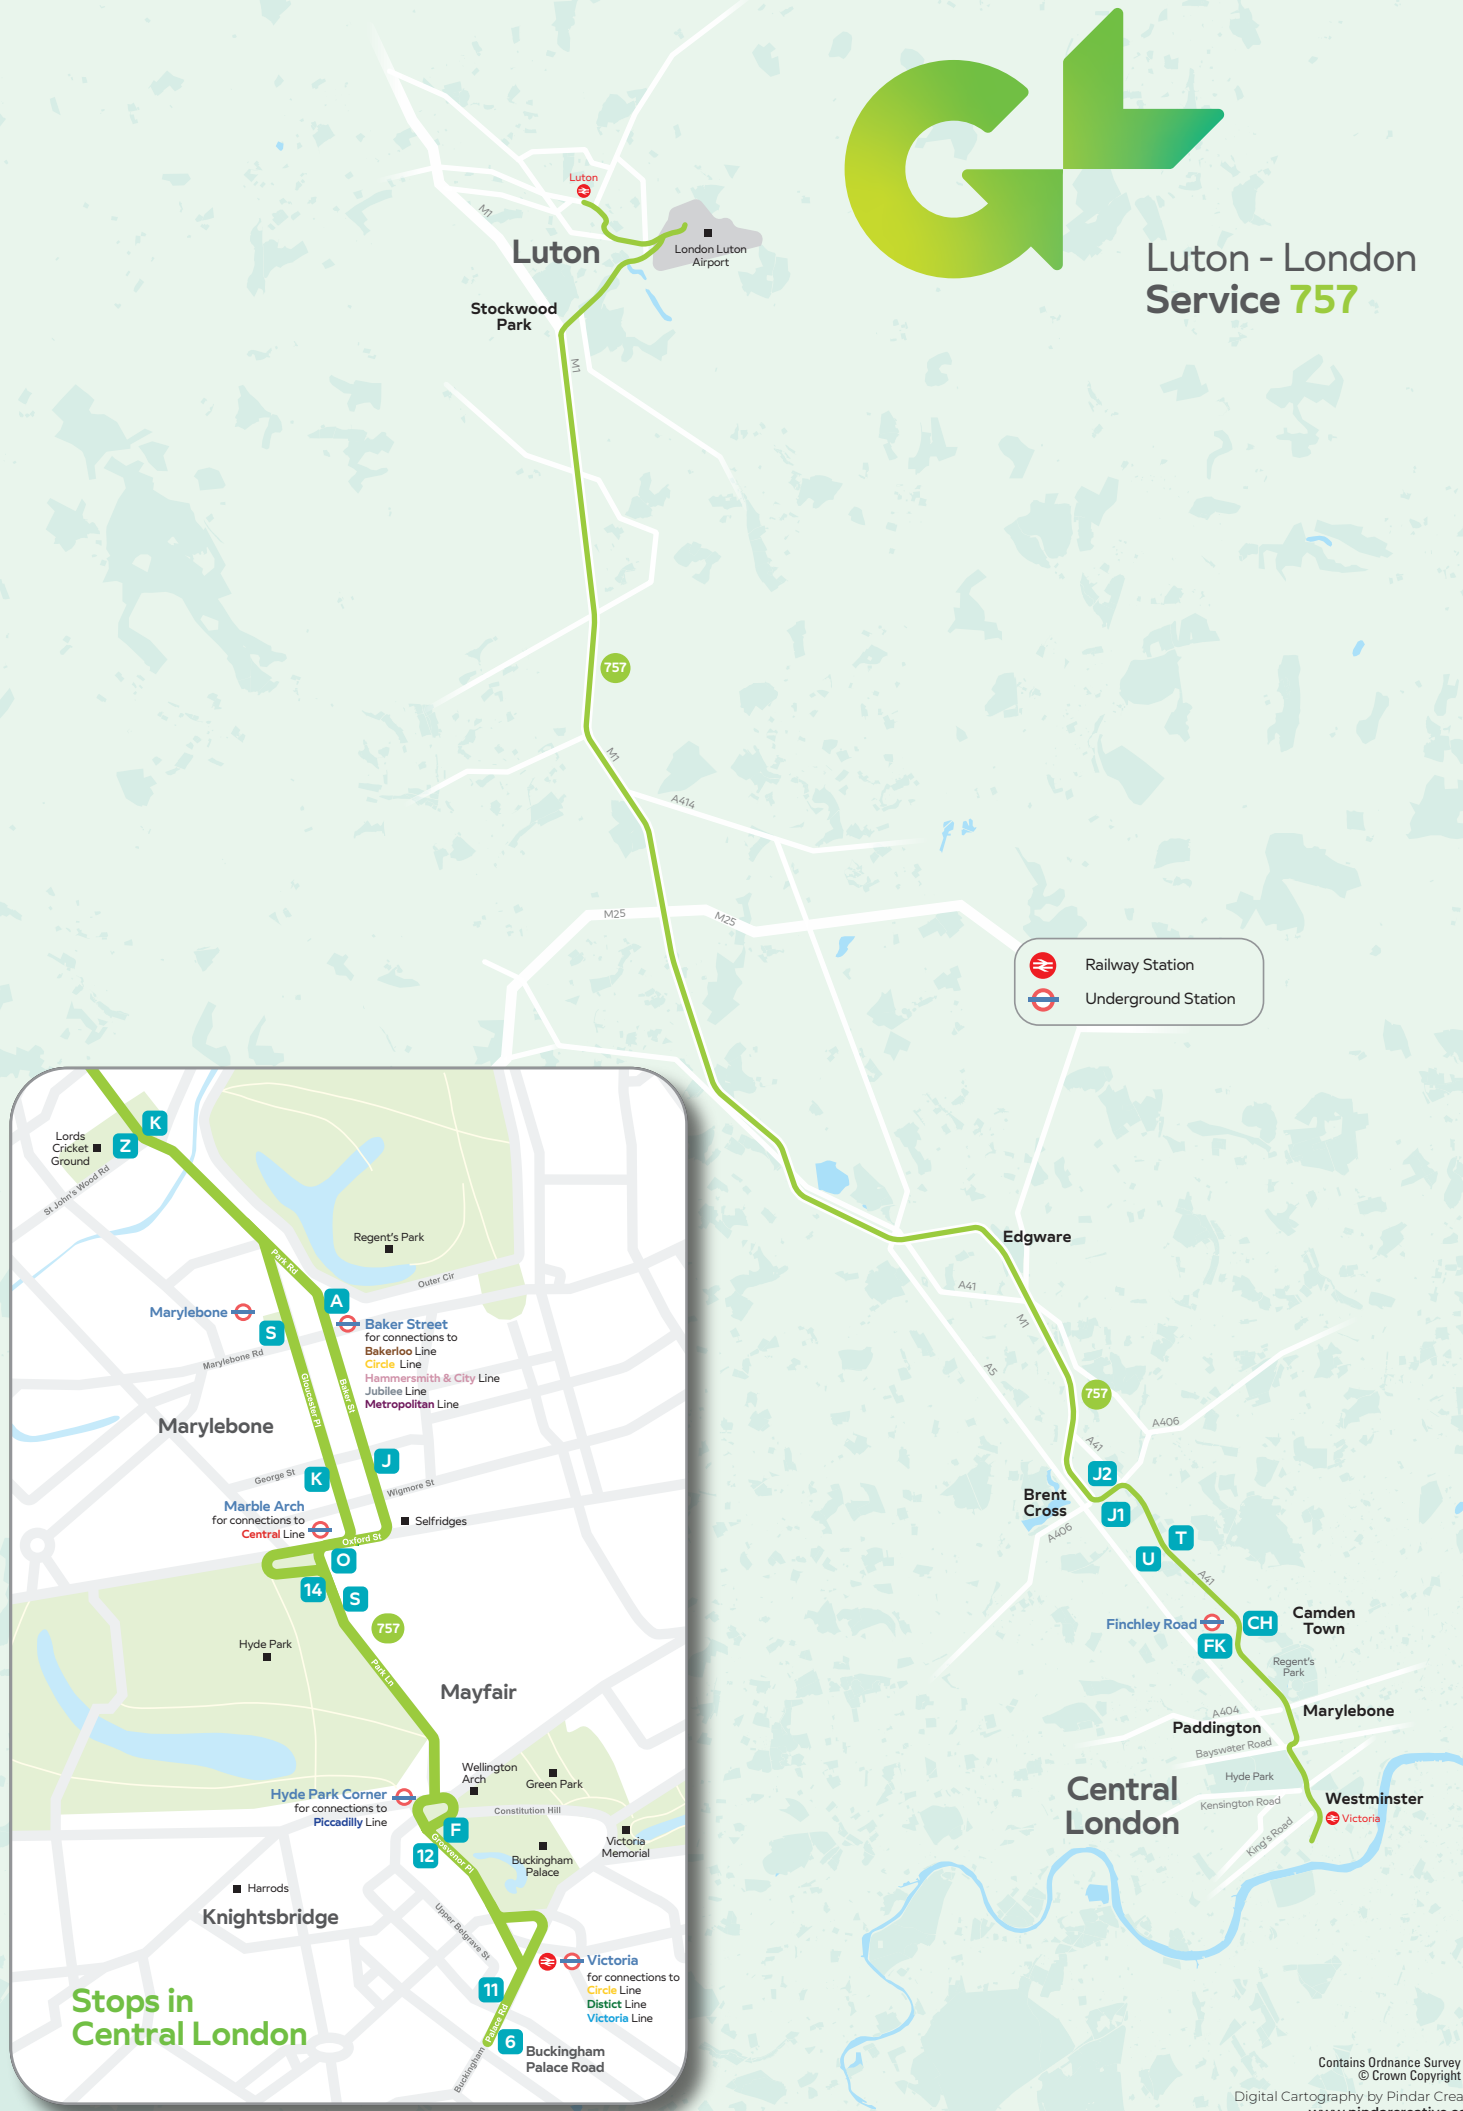 GL
Luton - London
Service 757
Luton
M1
Luton
London Luton
Airport
Stockwood
Park
M1
757
M1
A414
M25
M25
Railway Station
Underground Station
Edgware
A41
M1
A5
757
A406
A41
J2
Brent
Cross
J1
A406
T
U
A41
Finchley Road
CH
FK
Camden
Town
Regent's
Park
A404
Marylebone
Paddington
Bayswater Road
Hyde Park
Central
London
Kensington Road
Westminster
Victoria
King's Road
K
Lords
Cricket
Ground
Z
St John's Wood Rd
Regent's Park
Park Rd
Outer Cir
A
Marylebone
S
Baker Street
for connections to
Bakerloo Line
Circle Line
Hammersmith & City Line
Jubilee Line
Metropolitan Line
Marylebone Rd
Gloucester Pl
Baker St
Marylebone
George St
K
J
Wigmore St
Marble Arch
for connections to
Central Line
Selfridges
Oxford St
O
14
S
757
Hyde Park
Park Ln
Mayfair
Wellington
Arch
Green Park
Hyde Park Corner
for connections to
Piccadilly Line
Constitution Hill
F
12
Grosvenor Pl
Buckingham
Palace
Victoria
Memorial
Harrods
Knightsbridge
Upper Belgrave St
Victoria
for connections to
Circle Line
Distict Line
Victoria Line
11
Stops in
Central London
6
Buckingham
Palace Road
Buckingham Palace Rd
Contains Ordnance Survey
© Crown Copyright
Digital Cartography by Pindar Crea